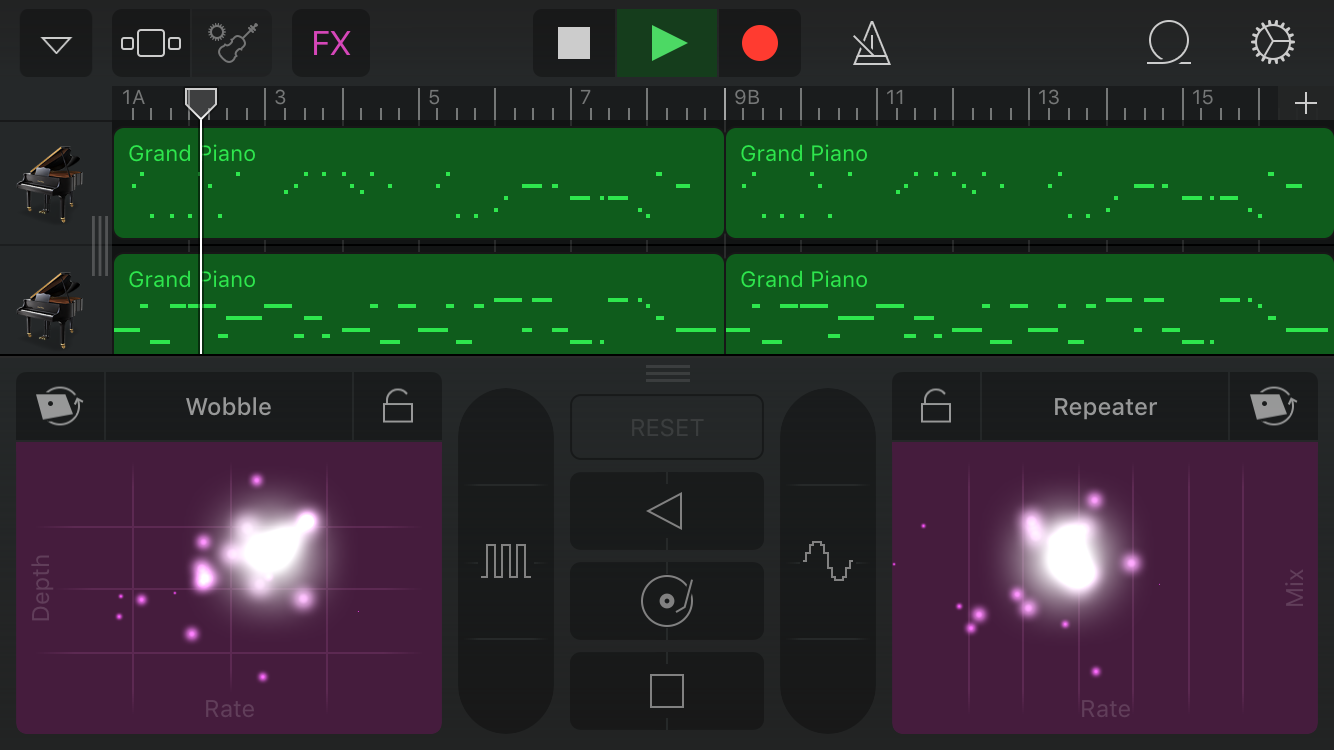 FX
1A 3 5 7 9B 11 13 15
Grand Piano Grand Piano
Grand Piano Grand Piano
Wobble RESET Repeater
Depth Mix
Rate Rate